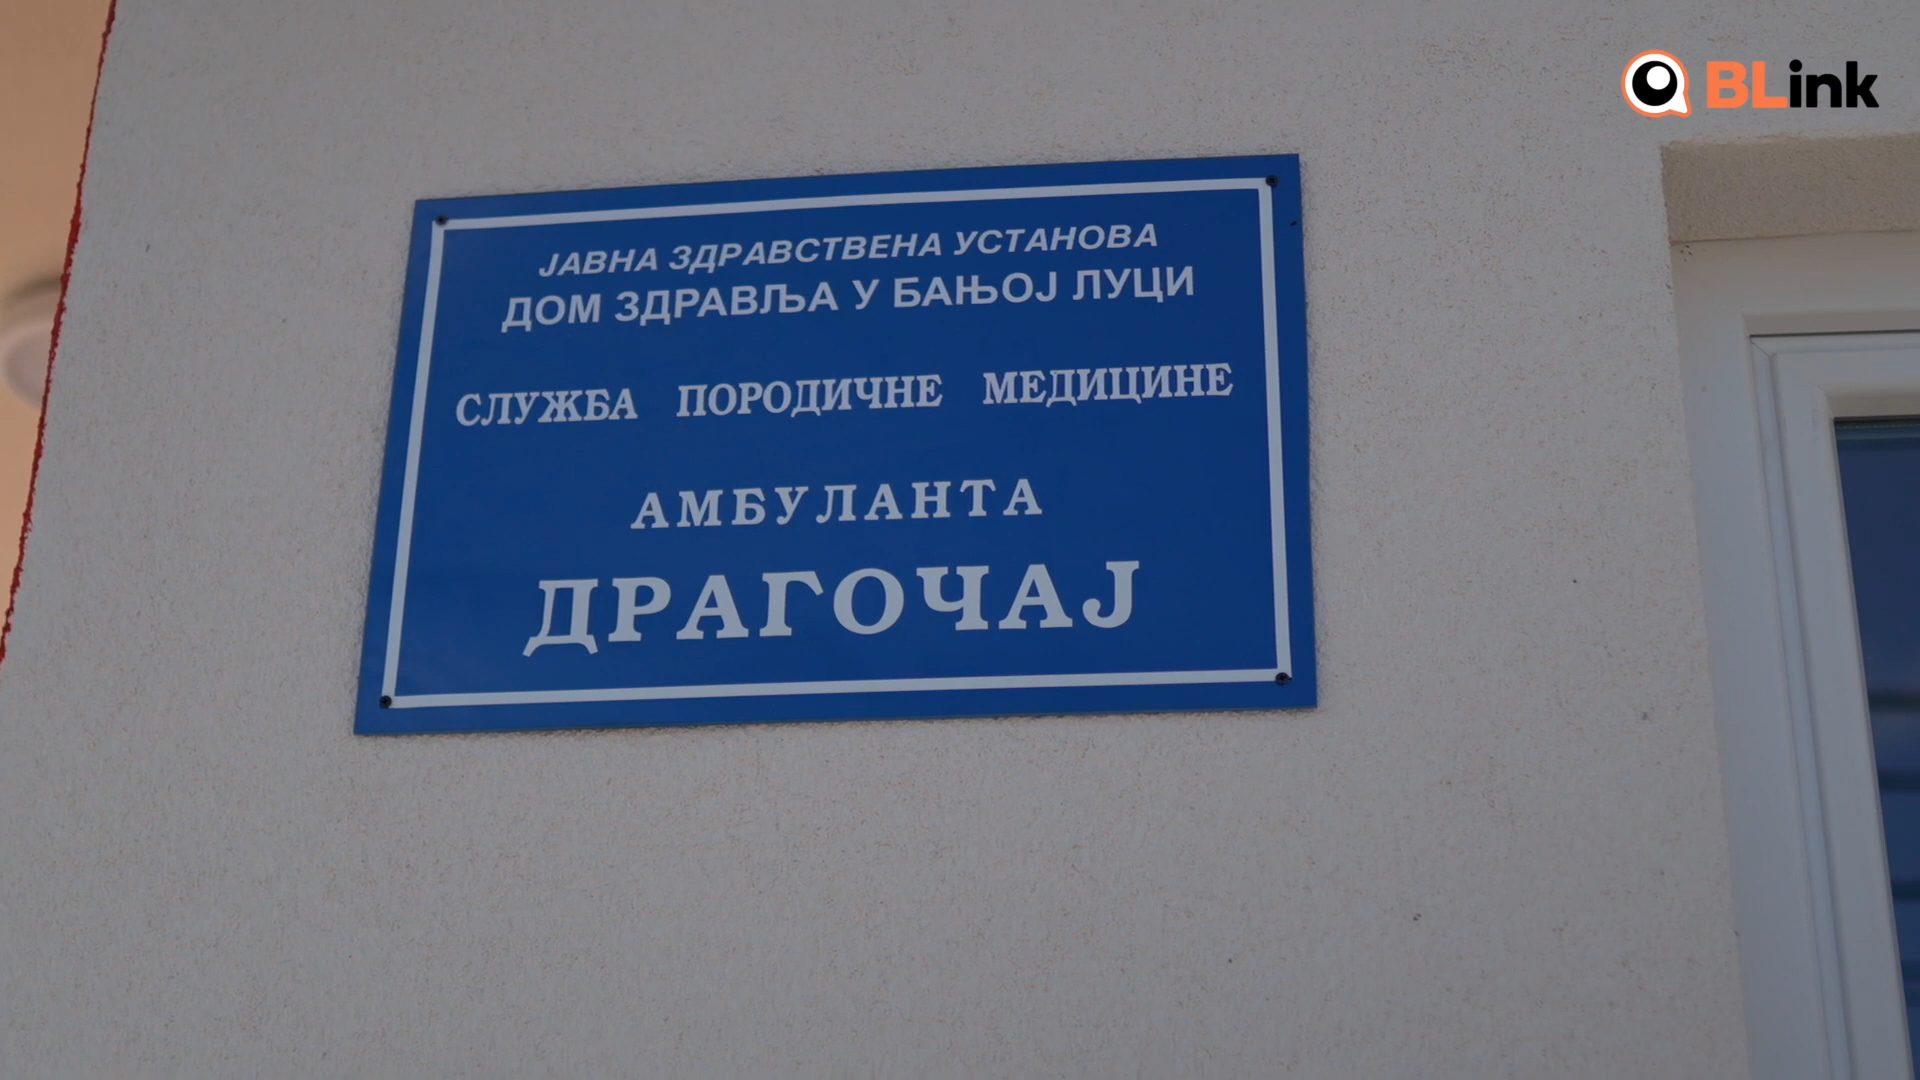 BLink
ЈАВНА ЗДРАВСТВЕНА УСТАНОВА
ДОМ ЗДРАВЉА У БАЊОЈ ЛУЦИ
СЛУЖБА ПОРОДИЧНЕ МЕДИЦИНЕ
АМБУЛАНТА
ДРАГОЧАЈ